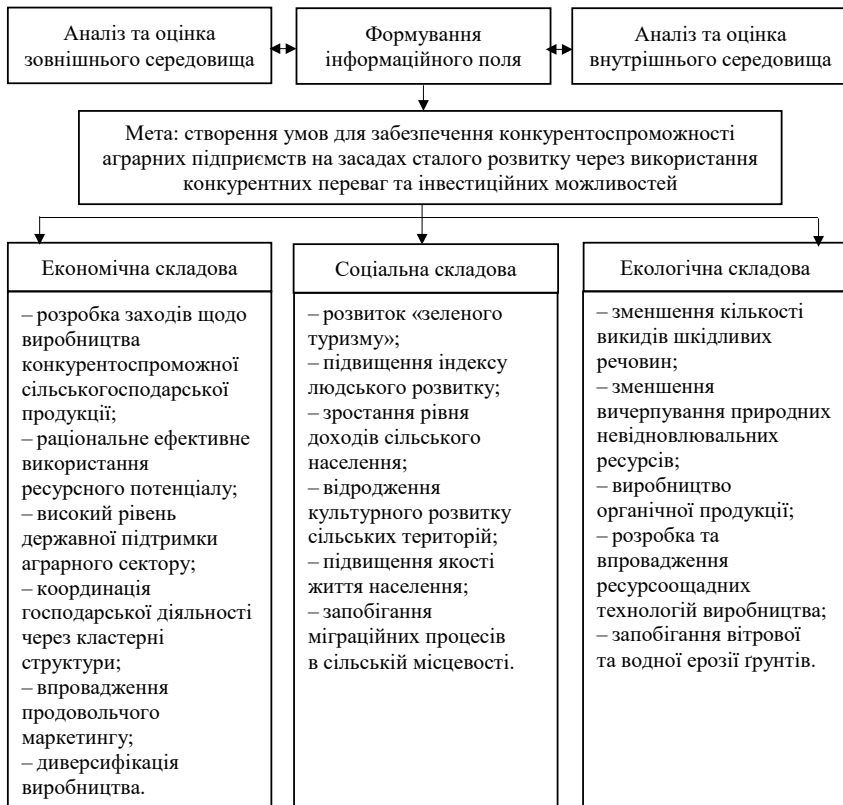 Аналіз та оцінка
зовнішнього середовища
Формування
інформаційного поля
Аналіз та оцінка
внутрішнього середовища
Мета: створення умов для забезпечення конкурентоспроможності
аграрних підприємств на засадах сталого розвитку через використання
конкурентних переваг та інвестиційних можливостей
Економічна складова
– розробка заходів щодо
виробництва
конкурентоспроможної
сільськогосподарської
продукції;
– раціональне ефективне
використання
ресурсного потенціалу;
– високий рівень
державної підтримки
аграрного сектору;
– координація
господарської діяльності
через кластерні
структури;
– впровадження
продовольчого
маркетингу;
– диверсифікація
виробництва.
Соціальна складова
– розвиток «зеленого
туризму»;
– підвищення індексу
людського розвитку;
– зростання рівня
доходів сільського
населення;
– відродження
культурного розвитку
сільських територій;
– підвищення якості
життя населення;
– запобігання
міграційних процесів
в сільській місцевості.
Екологічна складова
– зменшення кількості
викидів шкідливих
речовин;
– зменшення
вичерпування природних
невідновлювальних
ресурсів;
– виробництво
органічної продукції;
– розробка та
впровадження
ресурсоощадних
технологій виробництва;
– запобігання вітрової
та водної ерозії ґрунтів.